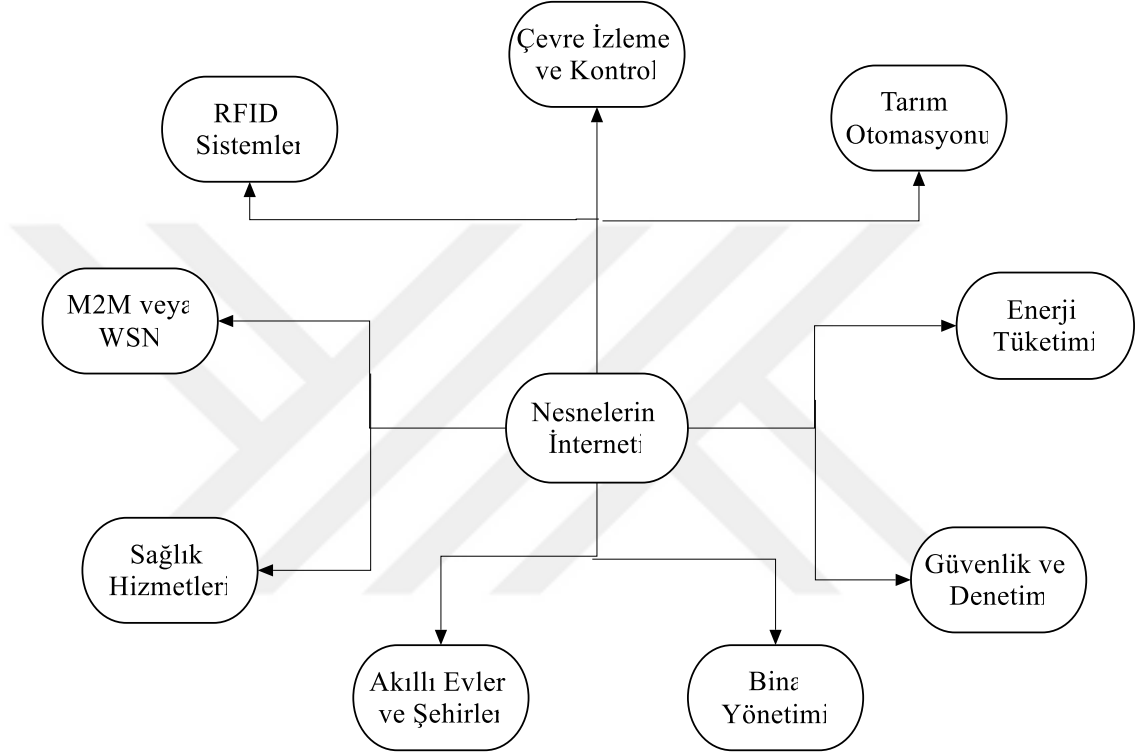 Çevre İzleme
ve Kontrol
RFID
Sistemler
Tarım
Otomasyonu
M2M veya
WSN
Enerji
Tüketimi
Nesnelerin
İnterneti
Sağlık
Hizmetleri
Güvenlik ve
Denetim
Akıllı Evler
ve Şehirler
Bina
Yönetimi